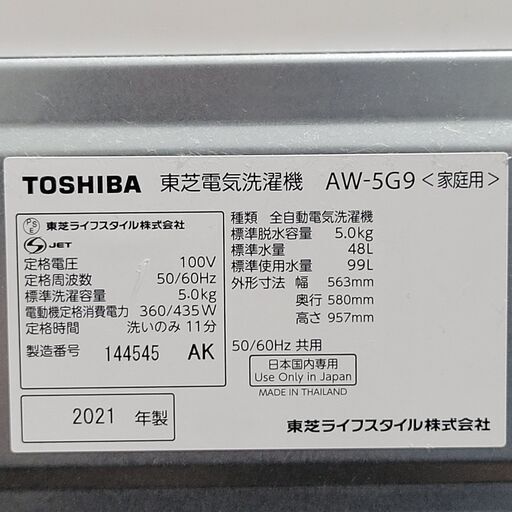 TOSHIBA 東芝電気洗濯機 AW-5G9<家庭用>
PS
E 東芝ライフスタイル株式会社
S JET
定格電圧 100V
定格周波数 50/60Hz
標準洗濯容量 5.0kg
電動機定格消費電力 360/435W
定格時間 洗いのみ 11分
製造番号 144545 AK
2021 年製
種類 全自動電気洗濯機
標準脱水容量 5.0kg
標準水量 48L
標準使用水量 99L
外形寸法 幅 563mm
奥行 580mm
高さ 957mm
50/60Hz 共用
日本国内専用
Use Only in Japan
MADE IN THAILAND
東芝ライフスタイル株式会社